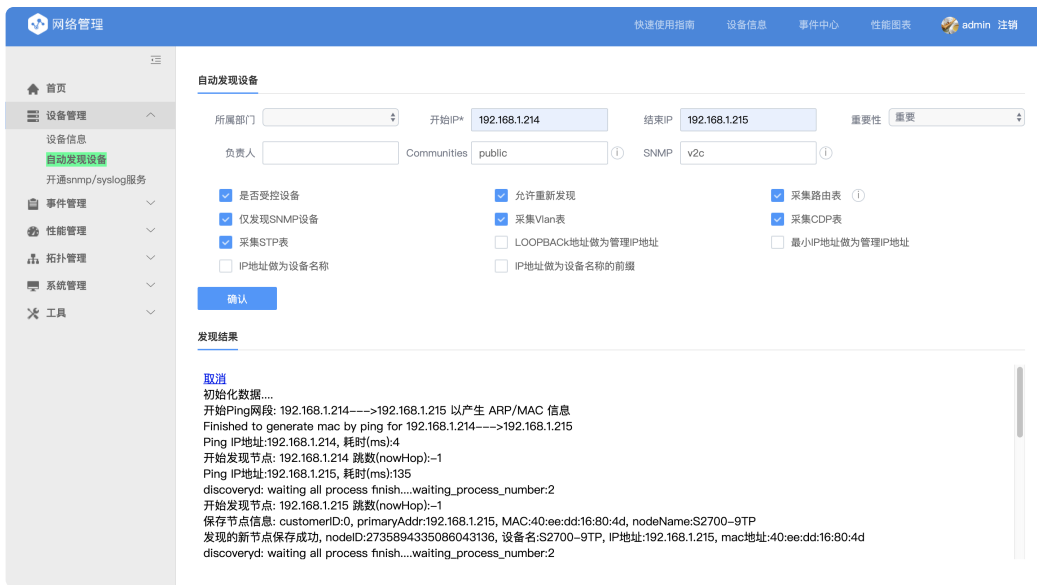 网络管理
快速使用指南 设备信息 事件中心 性能图表 admin 注销
首页
设备管理
设备信息
自动发现设备
开通snmp/syslog服务
事件管理
性能管理
拓扑管理
系统管理
工具
自动发现设备
所属部门 开始IP* 192.168.1.214 结束IP 192.168.1.215 重要性 重要
负责人 Communities public SNMP v2c
是否受控设备 允许重新发现 采集路由表
仅发现SNMP设备 采集Vlan表 采集CDP表
采集STP表 LOOPBACk地址做为管理IP地址 最小IP地址做为管理IP地址
IP地址做为设备名称 IP地址做为设备名称的前缀
确认
发现结果
取消
初始化数据....
开始Ping网段: 192.168.1.214--->192.168.1.215 以产生 ARP/MAC 信息
Finished to generate mac by ping for 192.168.1.214--->192.168.1.215
Ping IP地址:192.168.1.214, 耗时(ms):4
开始发现节点: 192.168.1.214 跳数(nowHop):-1
Ping IP地址:192.168.1.215, 耗时(ms):135
discoveryd: waiting all process finish....waiting_process_number:2
开始发现节点: 192.168.1.215 跳数(nowHop):-1
保存节点信息: customerID:0, primaryAddr:192.168.1.215, MAC:40:ee:dd:16:80:4d, nodeName:S2700-9TP
发现的新节点保存成功, nodeID:2735894335086043136, 设备名:S2700-9TP, IP地址:192.168.1.215, mac地址:40:ee:dd:16:80:4d
discoveryd: waiting all process finish....waiting_process_number:2